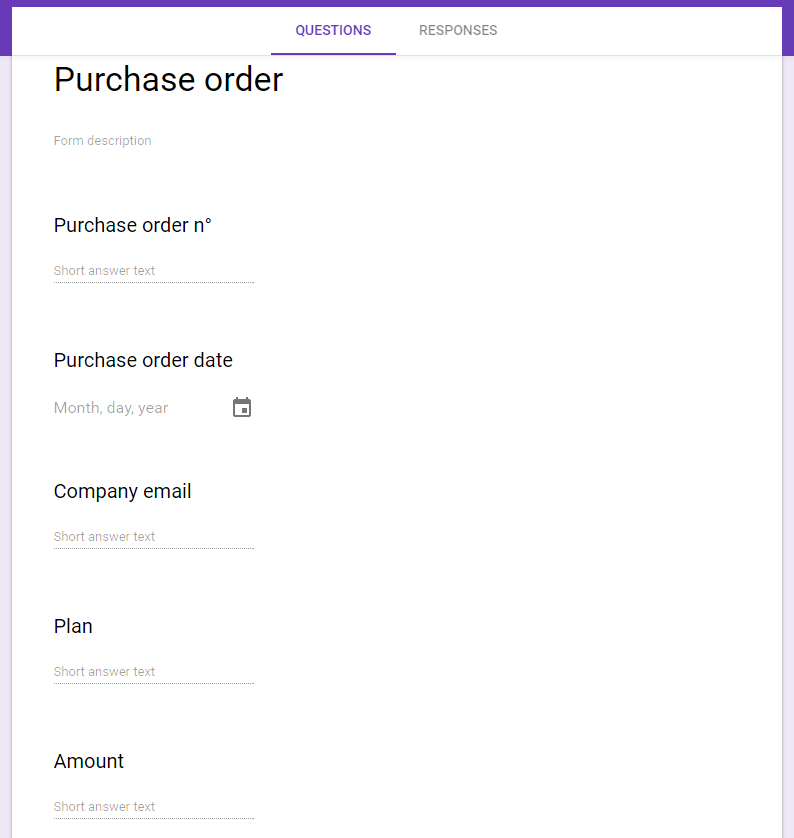 QUESTIONS RESPONSES
Purchase order
Form description
Purchase order n°
Short answer text
Purchase order date
Month, day, year
Company email
Short answer text
Plan
Short answer text
Amount
Short answer text